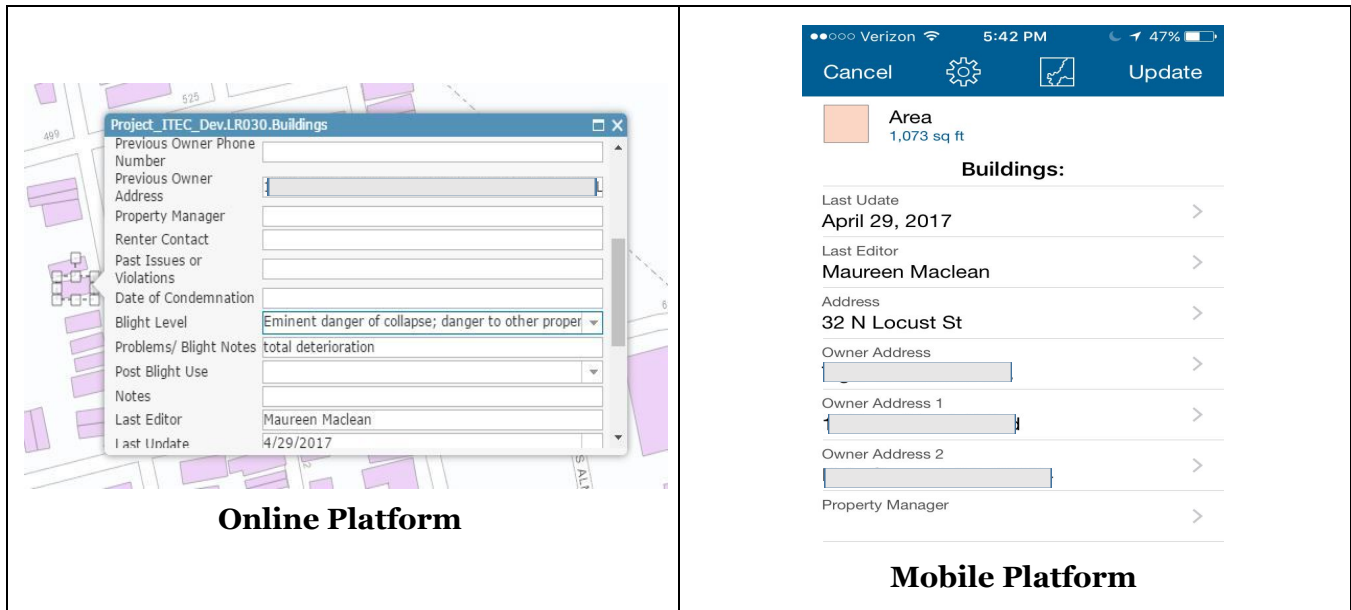 525
499
Project_ITEC_Dev.LR030.Buildings
Previous Owner Phone
Number
Previous Owner
Address
Property Manager
Renter Contact
Past Issues or
Violations
Date of Condemnation
Blight Level Eminent danger of collapse; danger to other proper
Problems/ Blight Notes total deterioration
Post Blight Use
Notes
Last Editor Maureen Maclean
Last Update 4/29/2017
S ALM
Online Platform
Verizon 5:42 PM 47%
Cancel Update
Area
1,073 sq ft
Buildings:
Last Udate
April 29, 2017
Last Editor
Maureen Maclean
Address
32 N Locust St
Owner Address
Owner Address 1
Owner Address 2
Property Manager
Mobile Platform